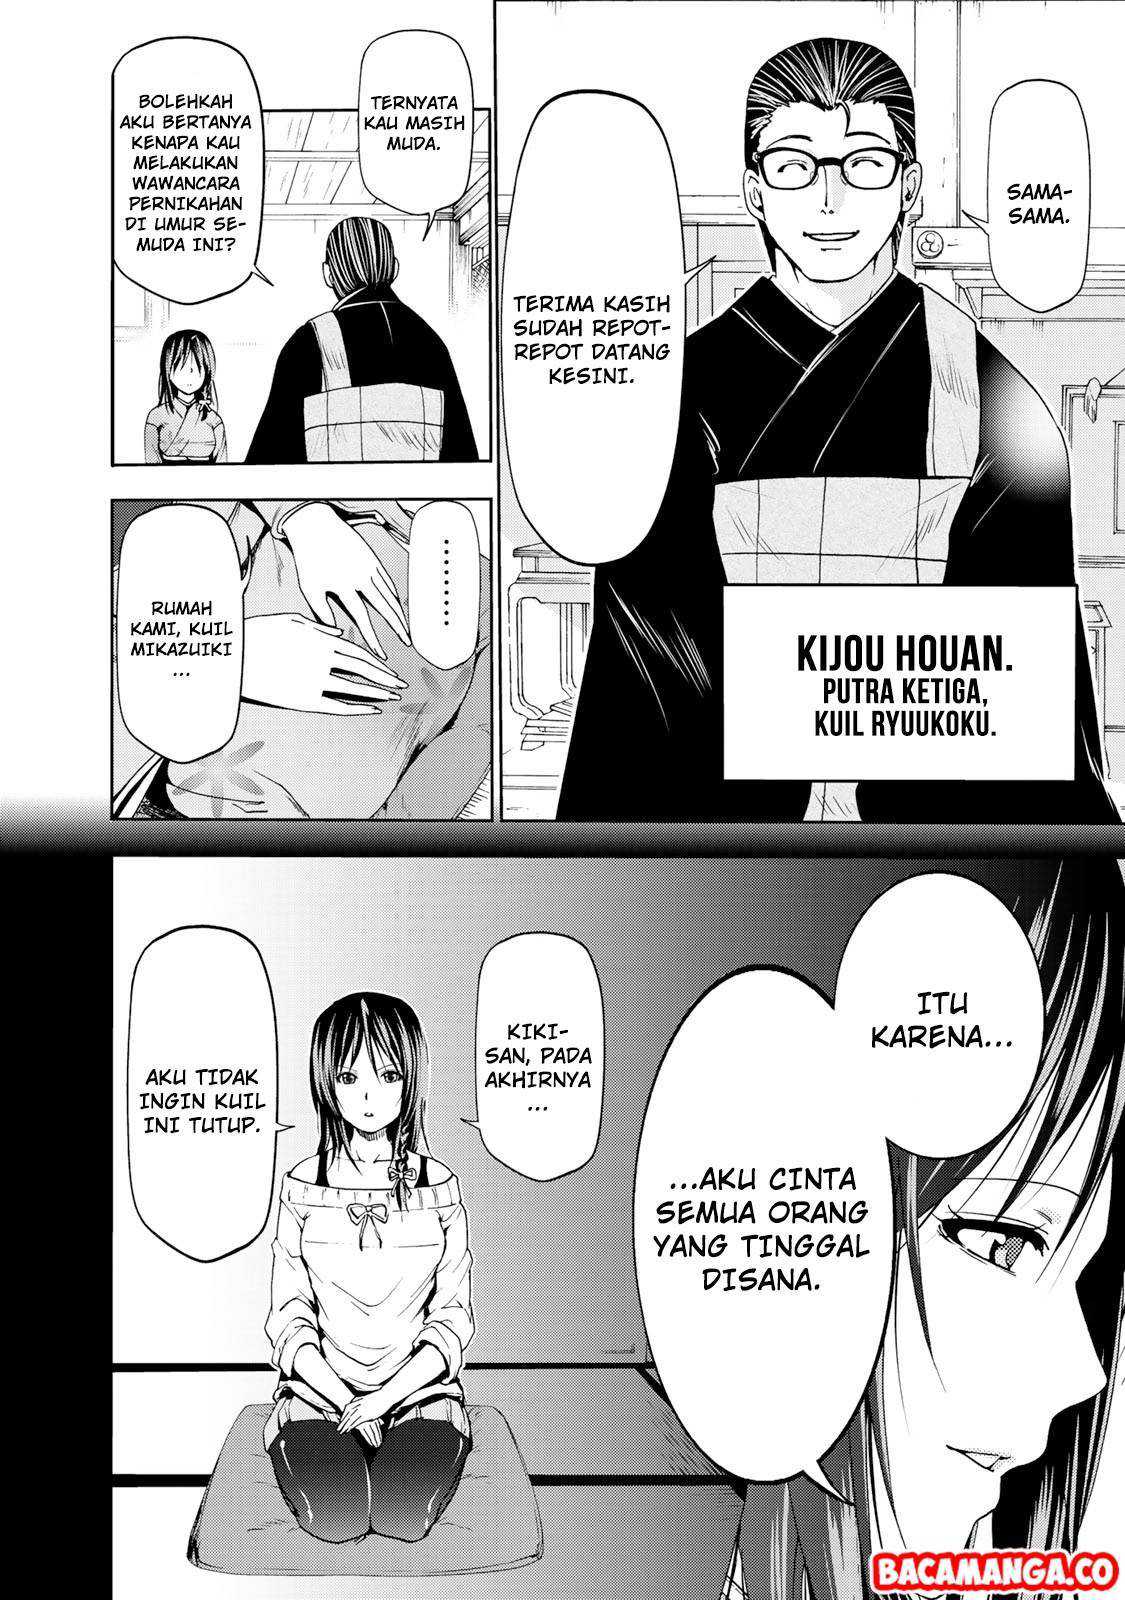 SAMA-
SAMA.
TERIMA KASIH
SUDAH REPOT-
REPOT DATANG
KESINI.
KIJOU HOUAN.
PUTRA KETIGA,
KUIL RYUUKOKU.
TERNYATA
KAU MASIH
MUDA.
BOLEHKAH
AKU BERTANYA
KENAPA KAU
MELAKUKAN
WAWANCARA
PERNIKAHAN
DI UMUR SE-
MUDA INI?
.........
RUMAH
KAMI, KUIL
MIKAZUIKI
...
ITU
KARENA...
...AKU CINTA
SEMUA ORANG
YANG TINGGAL
DISANA.
KIKI-
SAN, PADA
AKHIRNYA
...
AKU TIDAK
INGIN KUIL
INI TUTUP.
BACAMANGA.CO